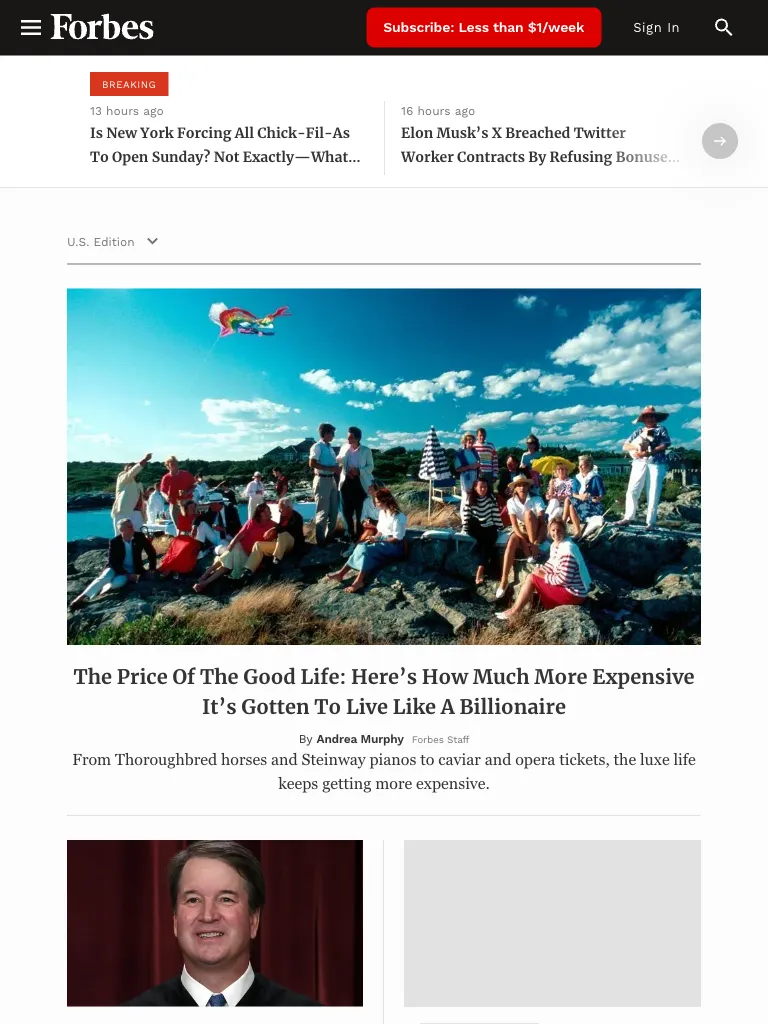 Forbes
Subscribe: Less than $1/week
Sign In
BREAKING
13 hours ago
Is New York Forcing All Chick-Fil-As
To Open Sunday? Not Exactly—What...
16 hours ago
Elon Musk’s X Breached Twitter
Worker Contracts By Refusing Bonuse...
U.S. Edition
The Price Of The Good Life: Here’s How Much More Expensive
It’s Gotten To Live Like A Billionaire
By Andrea Murphy Forbes Staff
From Thoroughbred horses and Steinway pianos to caviar and opera tickets, the luxe life
keeps getting more expensive.